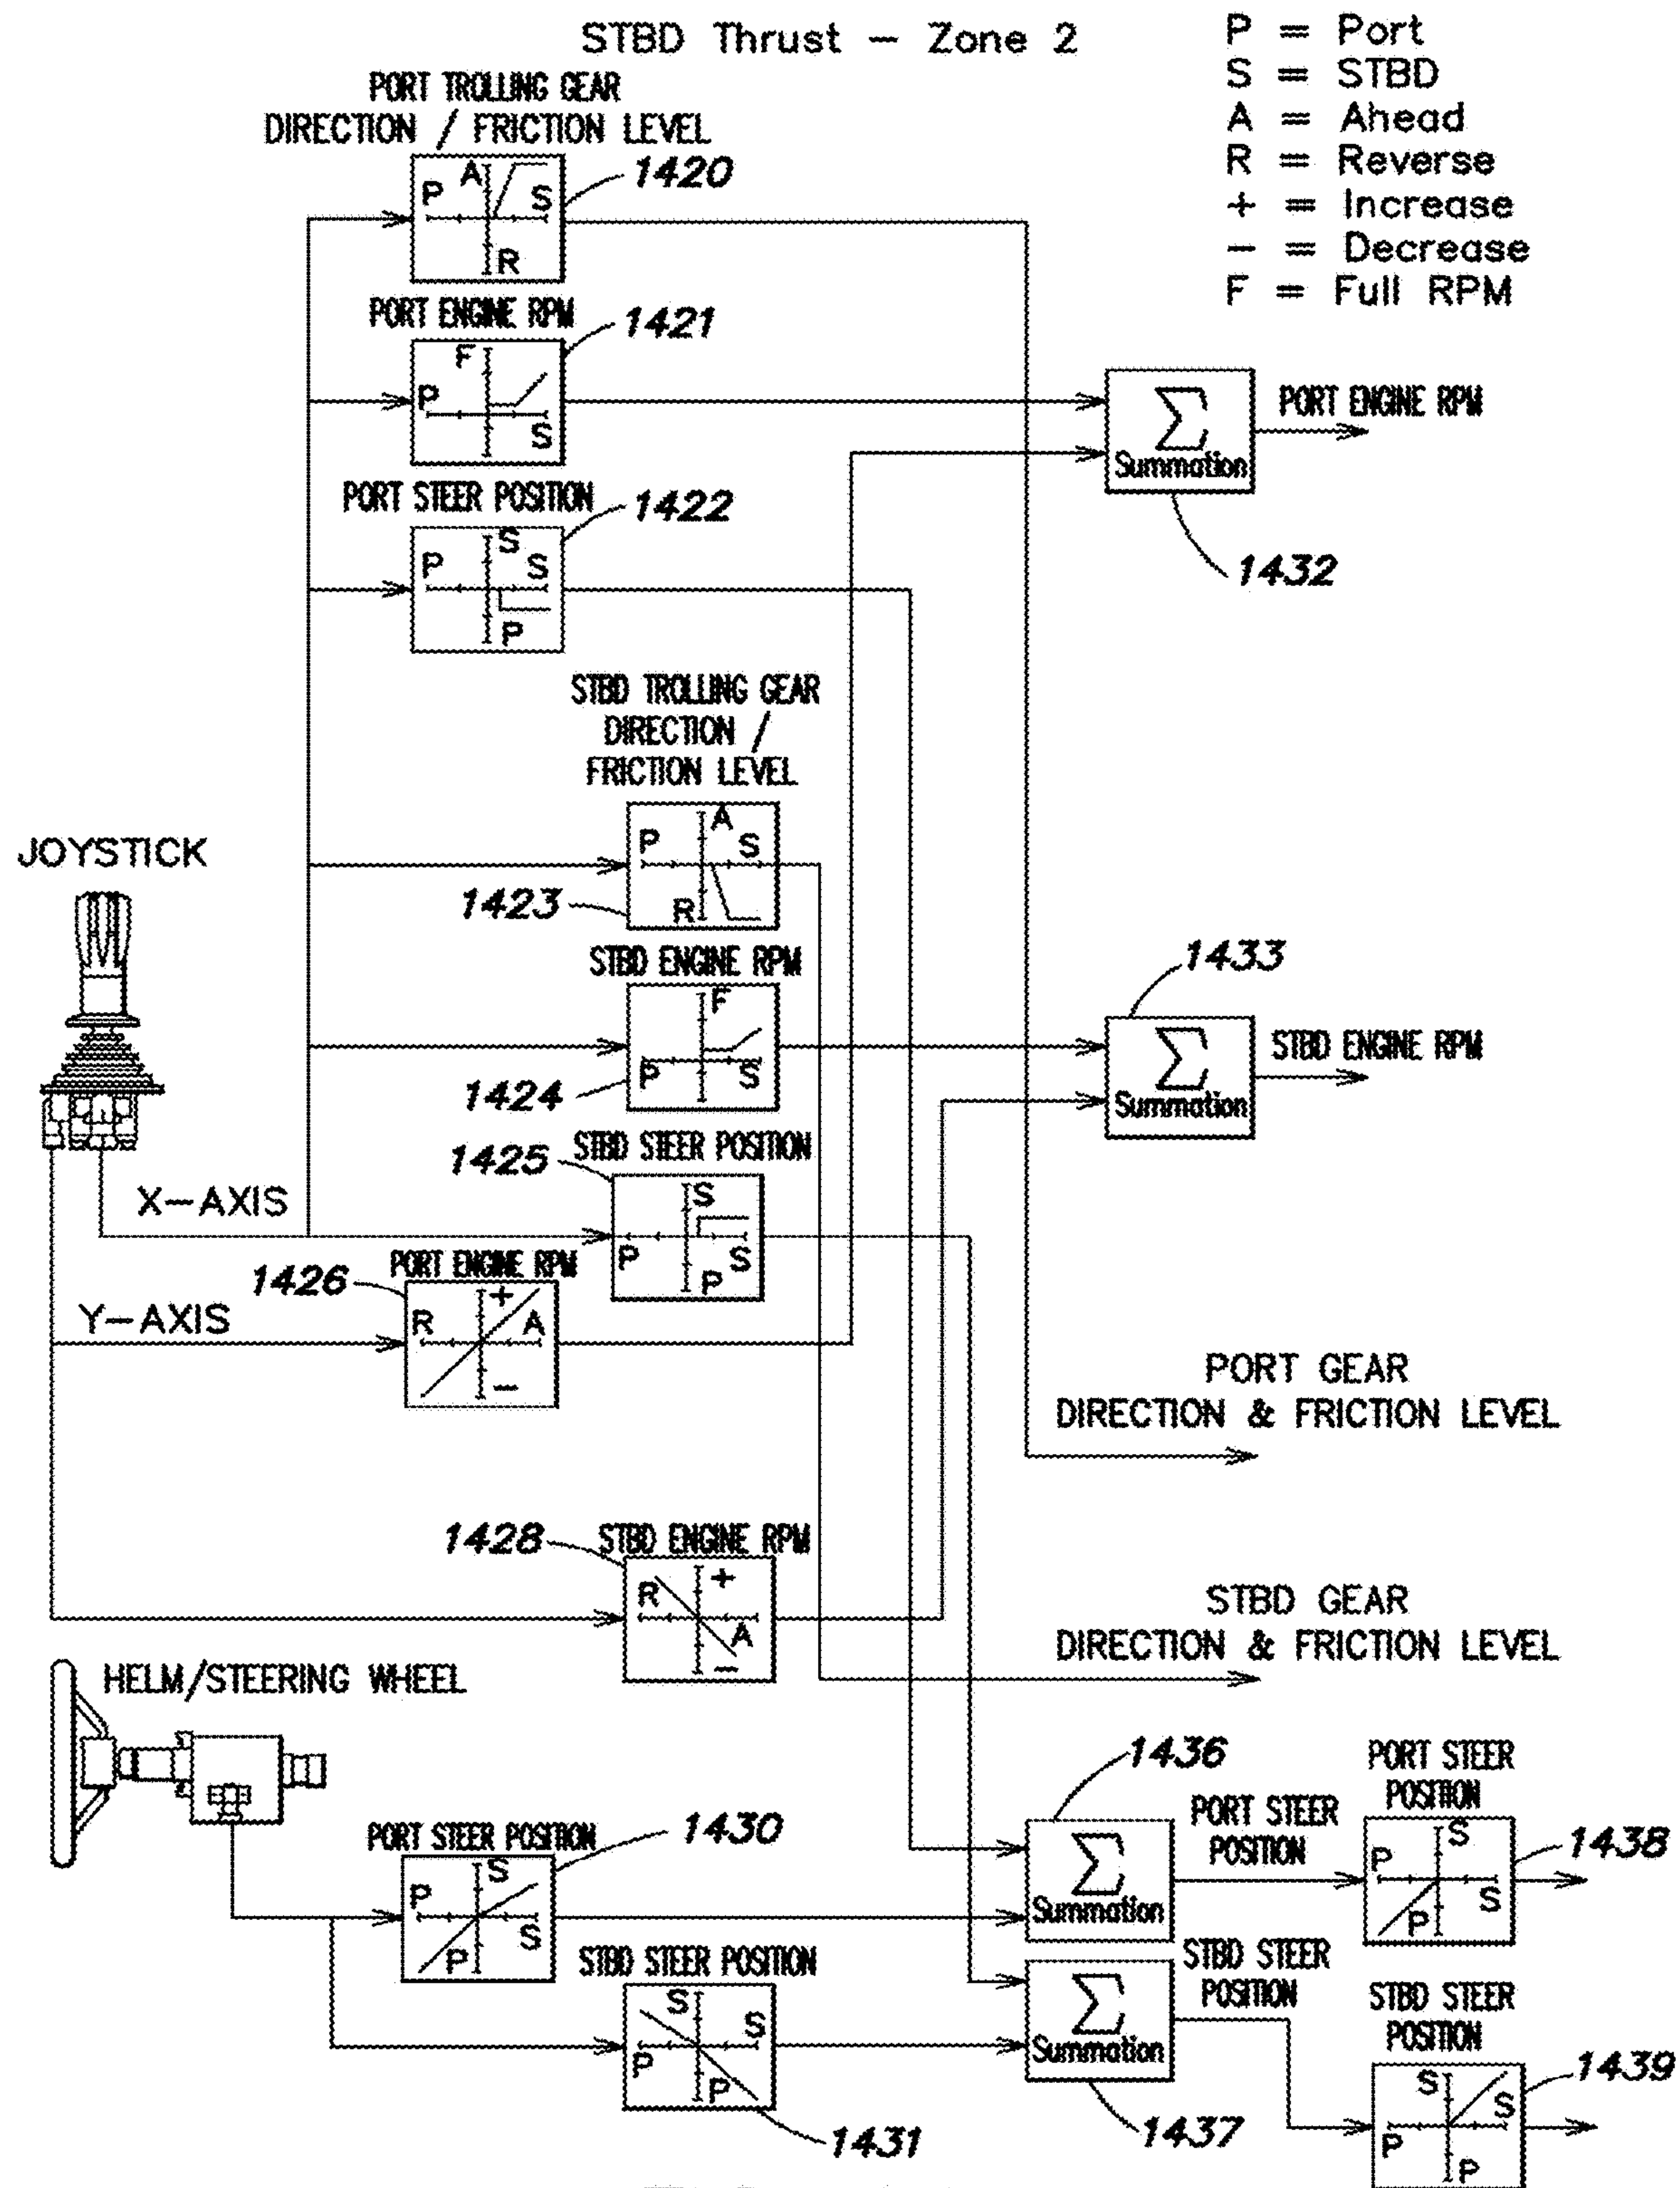 STBD Thrust – Zone 2
P = Port
S = STBD
A = Ahead
R = Reverse
+ = Increase
– = Decrease
F = Full RPM
PORT TROLLING GEAR
DIRECTION / FRICTION LEVEL
P A S R
1420
PORT ENGINE RPM
F P S
1421
PORT STEER POSITION
P S S P
1422
Σ
Summation
PORT ENGINE RPM
1432
STBD TROLLING GEAR
DIRECTION /
FRICTION LEVEL
P A S R
1423
STBD ENGINE RPM
F P S
1424
Σ
Summation
1433
STBD ENGINE RPM
JOYSTICK
X–AXIS
Y–AXIS
STBD STEER POSITION
S P S P
1425
PORT ENGINE RPM
R + A –
1426
PORT GEAR
DIRECTION & FRICTION LEVEL
STBD ENGINE RPM
R + A –
1428
STBD GEAR
DIRECTION & FRICTION LEVEL
HELM/STEERING WHEEL
PORT STEER POSITION
P S S P
1430
STBD STEER POSITION
S S P P
1431
Σ
Summation
1436
PORT STEER
POSITION
PORT STEER
POSITION
P S S P
1438
Σ
Summation
1437
STBD STEER
POSITION
STBD STEER
POSITION
S S P P
1439